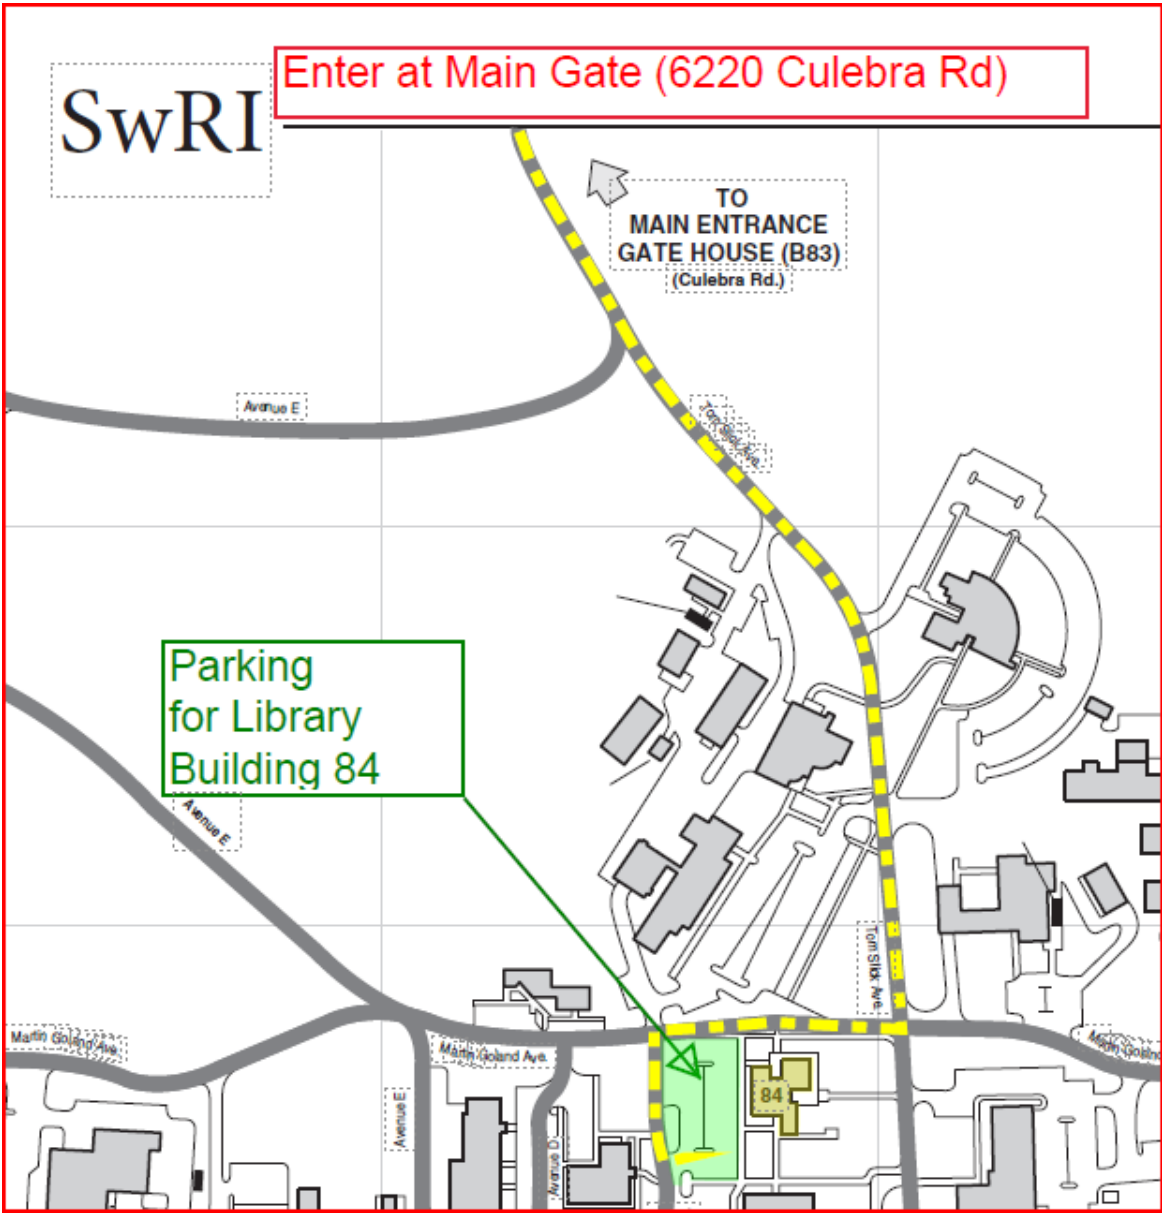 Enter at Main Gate (6220 Culebra Rd)
SwRI
TO
MAIN ENTRANCE
GATE HOUSE (B83)
(Culebra Rd.)
Avenue E
Tom Slick Ave.
Parking
for Library
Building 84
Avenue E
Tom Slick Ave.
Martin Goland Ave.
Martin Goland Ave.
Martin Goland
84
Avenue E
Avenue D